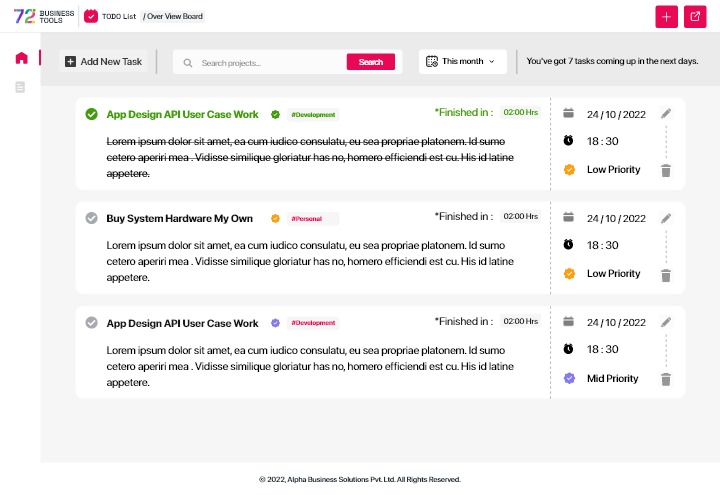 72 BUSINESS TOOLS
TODO List / Over View Board
Add New Task
Search projects...
Search
This month
You've got 7 tasks coming up in the next days.
App Design API User Case Work #Development *Finished in : 02:00 Hrs
Lorem ipsum dolor sit amet, ea cum iudico consulatu, eu sea propriae platonem. Id sumo
cetero aperiri mea . Vidisse similique gloriatur has no, homero efficiendi est cu. His id latine
appetere.
24 / 10 / 2022
18 : 30
Low Priority
Buy System Hardware My Own #Personal *Finished in : 02:00 Hrs
Lorem ipsum dolor sit amet, ea cum iudico consulatu, eu sea propriae platonem. Id sumo
cetero aperiri mea . Vidisse similique gloriatur has no, homero efficiendi est cu. His id latine
appetere.
24 / 10 / 2022
18 : 30
Low Priority
App Design API User Case Work #Development *Finished in : 02:00 Hrs
Lorem ipsum dolor sit amet, ea cum iudico consulatu, eu sea propriae platonem. Id sumo
cetero aperiri mea . Vidisse similique gloriatur has no, homero efficiendi est cu. His id latine
appetere.
24 / 10 / 2022
18 : 30
Mid Priority
© 2022, Alpha Business Solutions Pvt. Ltd. All Rights Reserved.